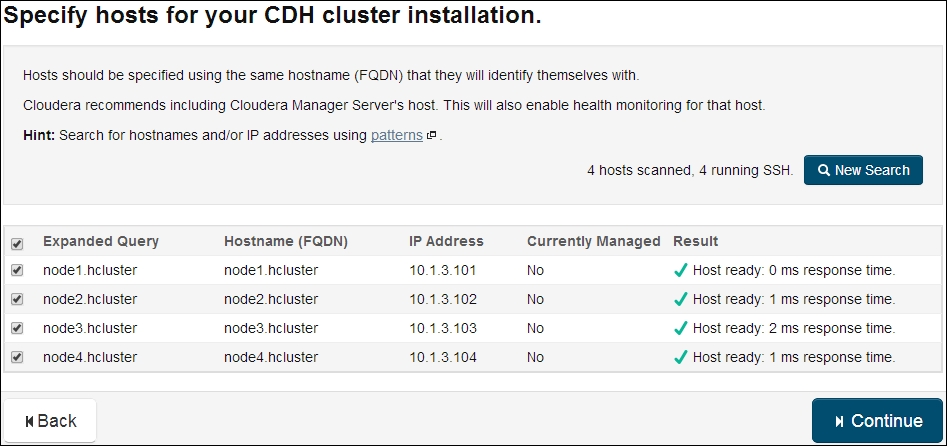 Specify hosts for your CDH cluster installation.
Hosts should be specified using the same hostname (FQDN) that they will identify themselves with.
Cloudera recommends including Cloudera Manager Server's host. This will also enable health monitoring for that host.
Hint: Search for hostnames and/or IP addresses using patterns .
4 hosts scanned, 4 running SSH. New Search
Expanded Query Hostname (FQDN) IP Address Currently Managed Result
node1.hcluster node1.hcluster 10.1.3.101 No Host ready: 0 ms response time.
node2.hcluster node2.hcluster 10.1.3.102 No Host ready: 1 ms response time.
node3.hcluster node3.hcluster 10.1.3.103 No Host ready: 2 ms response time.
node4.hcluster node4.hcluster 10.1.3.104 No Host ready: 1 ms response time.
Back Continue